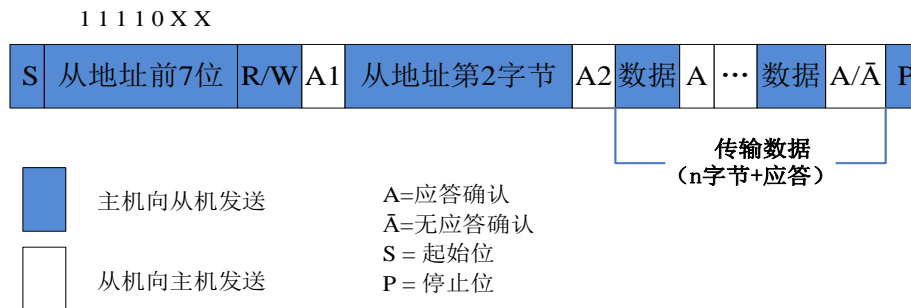 1 1 1 1 0 X X
S 从地址前7位 R/W A1 从地址第2字节 A2 数据 A ··· 数据 A/Ā P
传输数据
（n字节+应答）
主机向从机发送
从机向主机发送
A=应答确认
Ā=无应答确认
S = 起始位
P = 停止位